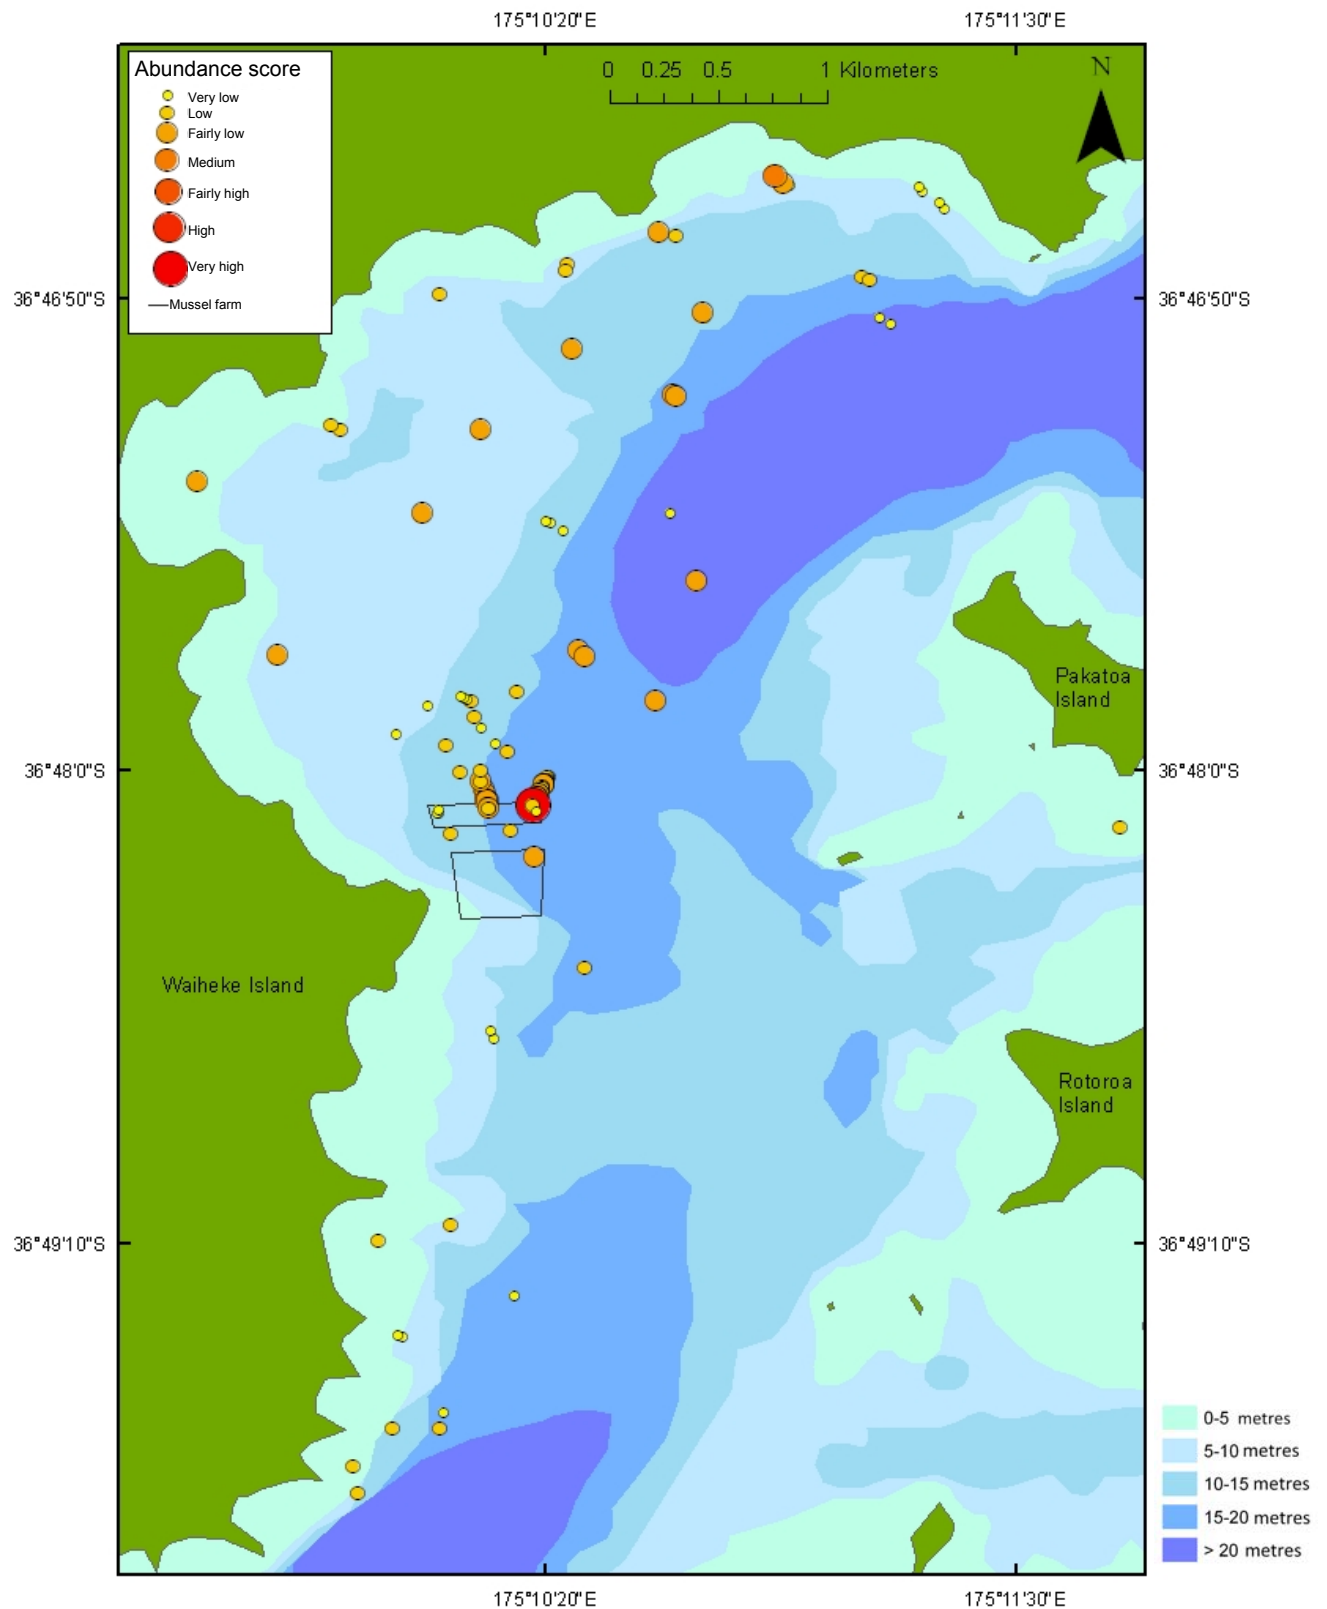 175°10'20"E 175°11'30"E
Abundance score
Very low
Low
Fairly low
Medium
Fairly high
High
Very high
Mussel farm
0 0.25 0.5 1 Kilometers
N
36°46'50"S 36°46'50"S
Pakatoa
Island
36°48'0"S 36°48'0"S
Waiheke Island
Rotoroa
Island
36°49'10"S 36°49'10"S
0-5 metres
5-10 metres
10-15 metres
15-20 metres
> 20 metres
175°10'20"E 175°11'30"E